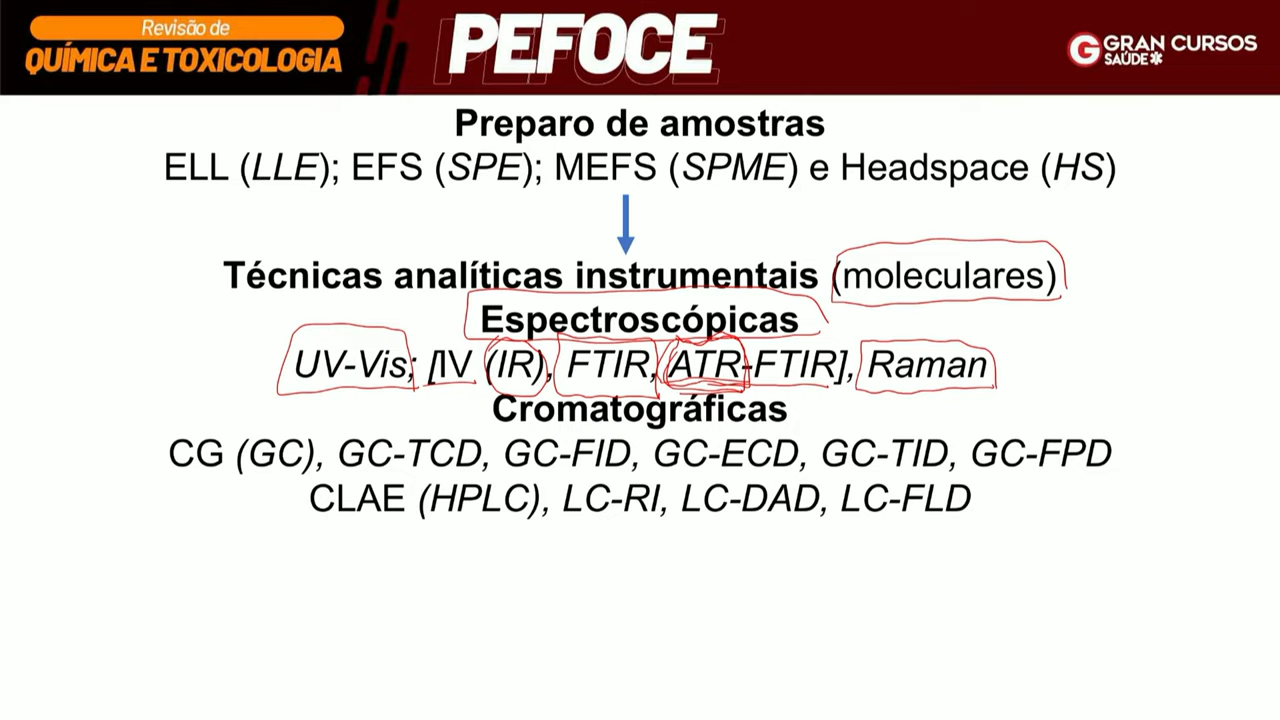 Revisão de
QUÍMICA E TOXICOLOGIA
PEFOCE
GRAN CURSOS
SAÚDE
Preparo de amostras
ELL (LLE); EFS (SPE); MEFS (SPME) e Headspace (HS)
Técnicas analíticas instrumentais (moleculares)
Espectroscópicas
UV-Vis; [IV (IR), FTIR, ATR-FTIR], Raman
Cromatográficas
CG (GC), GC-TCD, GC-FID, GC-ECD, GC-TID, GC-FPD
CLAE (HPLC), LC-RI, LC-DAD, LC-FLD